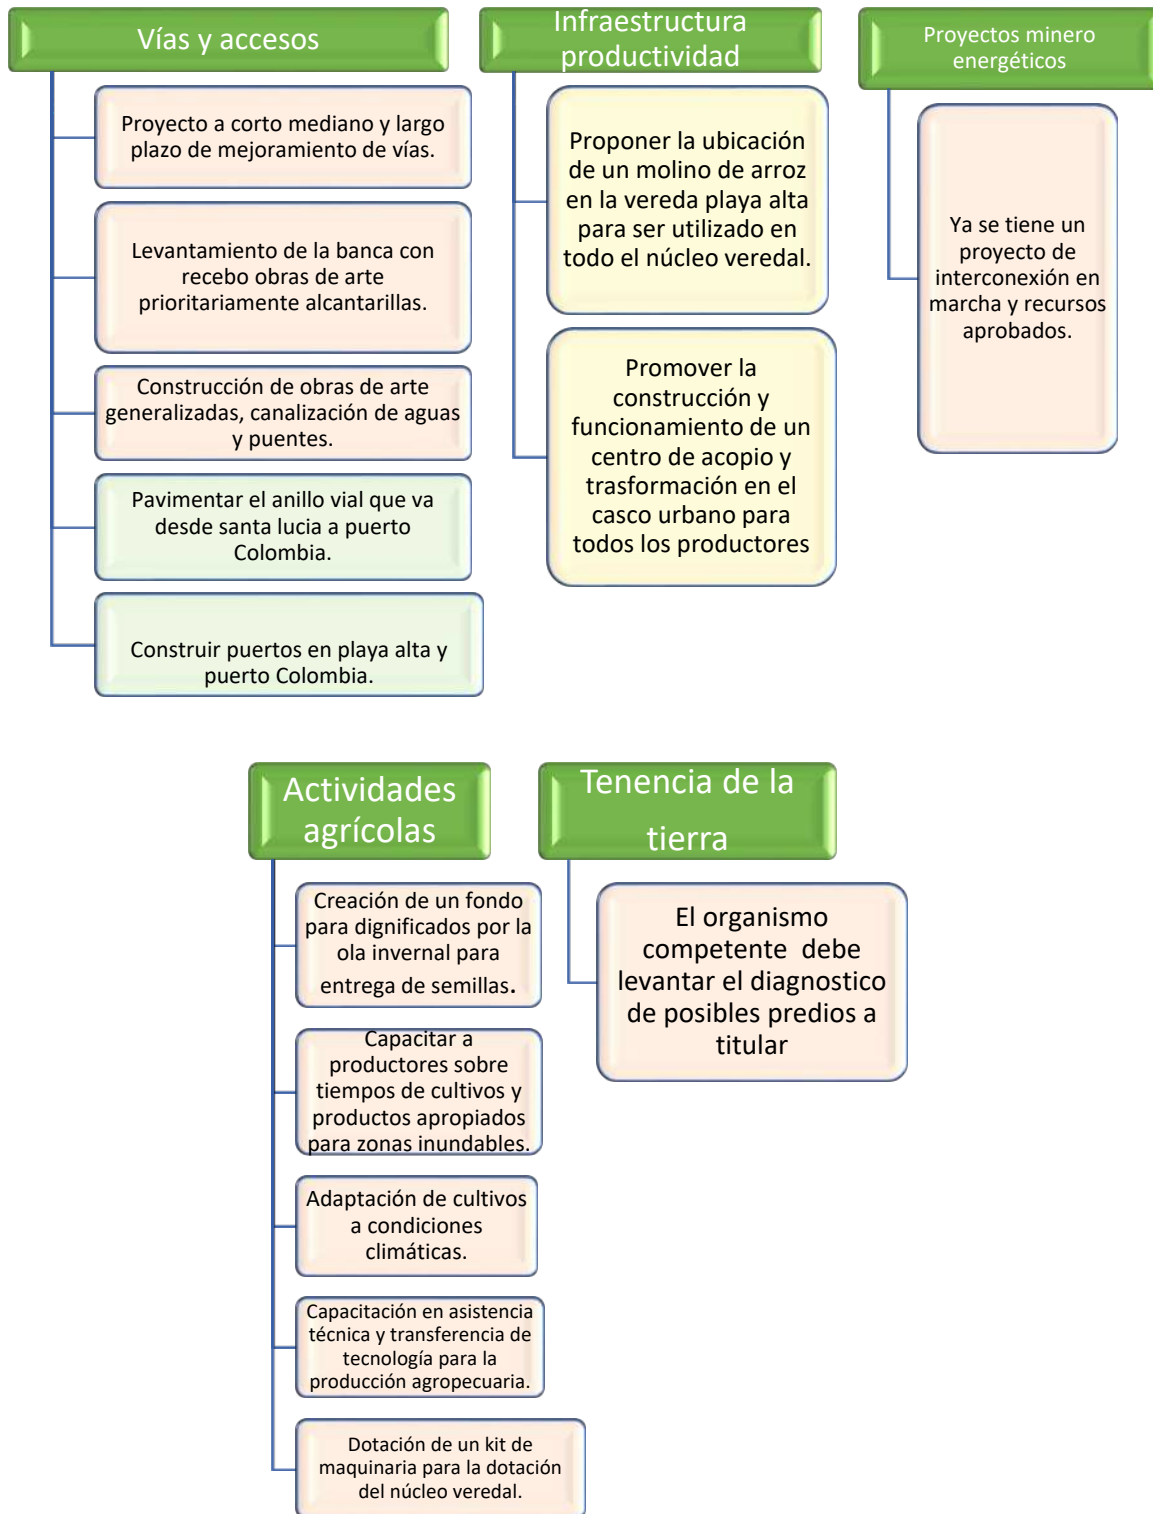 Vías y accesos
Proyecto a corto mediano y largo
plazo de mejoramiento de vías.
Levantamiento de la banca con
recebo obras de arte
prioritariamente alcantarillas.
Construcción de obras de arte
generalizadas, canalización de aguas
y puentes.
Pavimentar el anillo vial que va
desde santa lucia a puerto
Colombia.
Construir puertos en playa alta y
puerto Colombia.
Infraestructura
productividad
Proponer la ubicación
de un molino de arroz
en la vereda playa alta
para ser utilizado en
todo el núcleo veredal.
Promover la
construcción y
funcionamiento de un
centro de acopio y
trasformación en el
casco urbano para
todos los productores
Proyectos minero
energéticos
Ya se tiene un
proyecto de
interconexión en
marcha y recursos
aprobados.
Actividades
agrícolas
Creación de un fondo
para dignificados por la
ola invernal para
entrega de semillas.
Capacitar a
productores sobre
tiempos de cultivos y
productos apropiados
para zonas inundables.
Adaptación de cultivos
a condiciones
climáticas.
Capacitación en asistencia
técnica y transferencia de
tecnología para la
producción agropecuaria.
Dotación de un kit de
maquinaria para la dotación
del núcleo veredal.
Tenencia de la
tierra
El organismo
competente  debe
levantar el diagnostico
de posibles predios a
titular